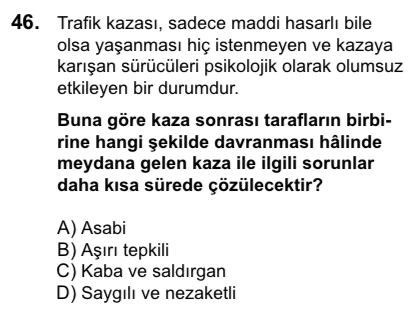 46. Trafik kazası, sadece maddi hasarlı bile
olsa yaşanması hiç istenmeyen ve kazaya
karışan sürücüleri psikolojik olarak olumsuz
etkileyen bir durumdur.
Buna göre kaza sonrası tarafların birbi-
rine hangi şekilde davranması hâlinde
meydana gelen kaza ile ilgili sorunlar
daha kısa sürede çözülecektir?
A) Asabi
B) Aşırı tepkili
C) Kaba ve saldırgan
D) Saygılı ve nezaketli